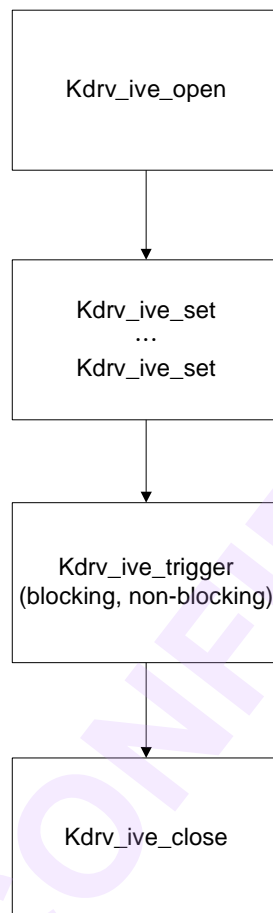 Kdrv_ive_open
Kdrv_ive_set
...
Kdrv_ive_set
Kdrv_ive_trigger
(blocking, non-blocking)
Kdrv_ive_close